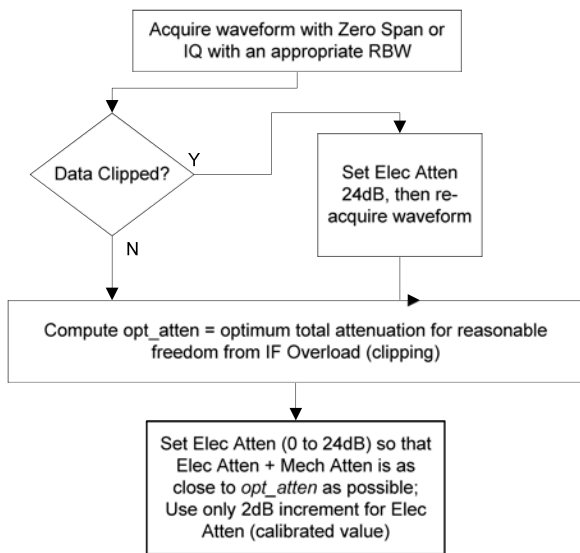 Acquire waveform with Zero Span or
IQ with an appropriate RBW
Data Clipped?
Y
N
Set Elec Atten
24dB, then re-
acquire waveform
Compute opt_atten = optimum total attenuation for reasonable
freedom from IF Overload (clipping)
Set Elec Atten (0 to 24dB) so that
Elec Atten + Mech Atten is as
close to opt_atten as possible;
Use only 2dB increment for Elec
Atten (calibrated value)